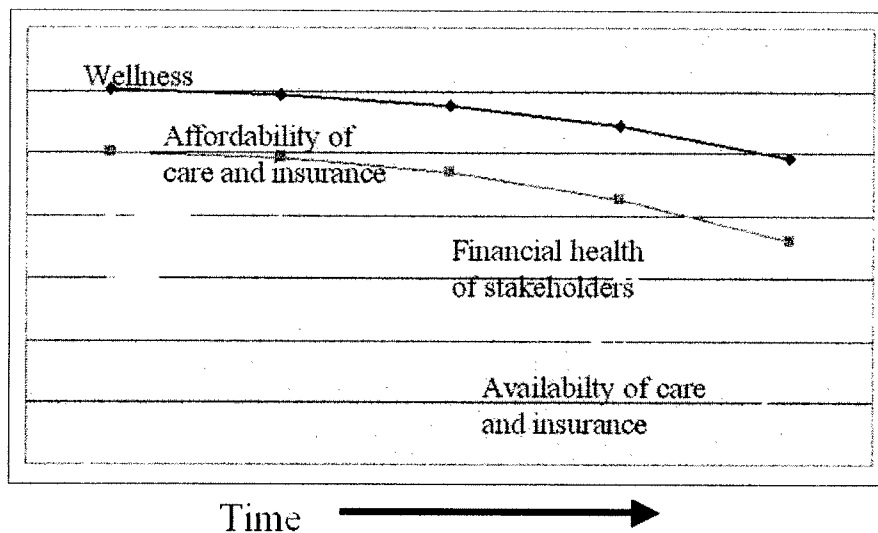 Wellness
Affordability of
care and insurance
Financial health
of stakeholders
Availabilty of care
and insurance
Time